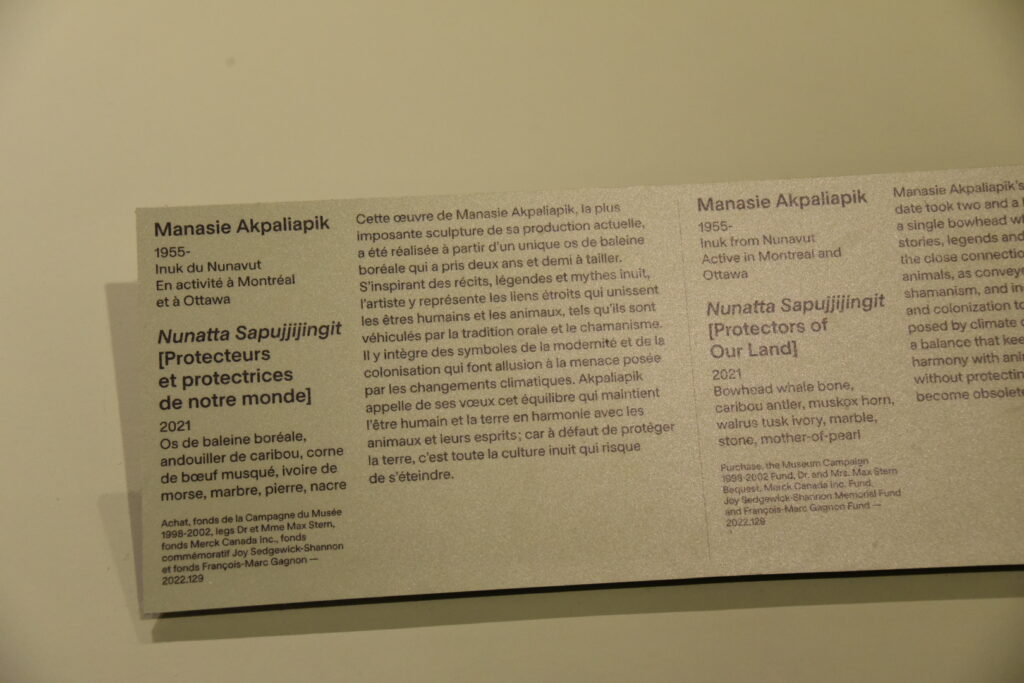 Manasie Akpaliapik
1955-
Inuk du Nunavut
En activité à Montréal
et à Ottawa
Nunatta Sapujjijingit
[Protecteurs
et protectrices
de notre monde]
2021
Os de baleine boréale,
andouiller de caribou, corne
de bœuf musqué, ivoire de
morse, marbre, pierre, nacre
Achat, fonds de la Campagne du Musée
1998-2002, legs Dr et Mme Max Stern,
fonds Merck Canada inc., fonds
commémoratif Joy Sedgewick-Shannon
et fonds François-Marc Gagnon —
2022.129
Cette œuvre de Manasie Akpaliapik, la plus
imposante sculpture de sa production actuelle,
a été réalisée à partir d'un unique os de baleine
boréale qui a pris deux ans et demi à tailler.
S'inspirant des récits, légendes et mythes inuit,
l'artiste y représente les liens étroits qui unissent
les êtres humains et les animaux, tels qu'ils sont
véhiculés par la tradition orale et le chamanisme.
Il y intègre des symboles de la modernité et de la
colonisation qui font allusion à la menace posée
par les changements climatiques. Akpaliapik
appelle de ses vœux cet équilibre qui maintient
l'être humain et la terre en harmonie avec les
animaux et leurs esprits; car à défaut de protéger
la terre, c'est toute la culture inuit qui risque
de s'éteindre.
Manasie Akpaliapik
1955-
Inuk from Nunavut
Active in Montreal and
Ottawa
Nunatta Sapujjijingit
[Protectors of
Our Land]
2021
Bowhead whale bone,
caribou antler, muskox horn,
walrus tusk ivory, marble,
stone, mother-of-pearl
Purchase, the Museum Campaign
1998-2002 Fund, Dr. and Mrs. Max Stern
Bequest, Merck Canada Inc. Fund,
Joy Sedgewick-Shannon Memorial Fund
and François-Marc Gagnon Fund —
2022.129
Manasie Akpaliapik's
date took two and a
a single bowhead
stories, legends and
the close
animals, as
shamanism, and
and colonization to
posed by climate
a balance that
harmony with
without
become